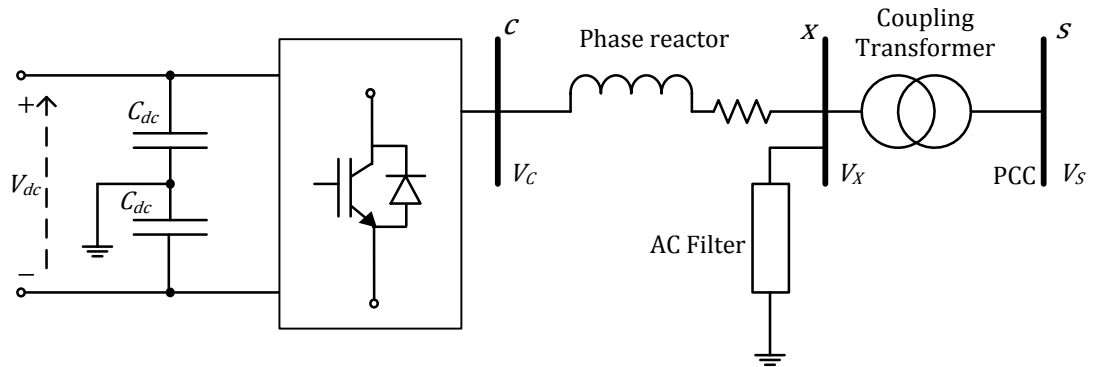 C
Phase reactor
X
Coupling
Transformer
S
+
C_dc
V_dc
C_dc
−
V_C
V_X
PCC
V_S
AC Filter